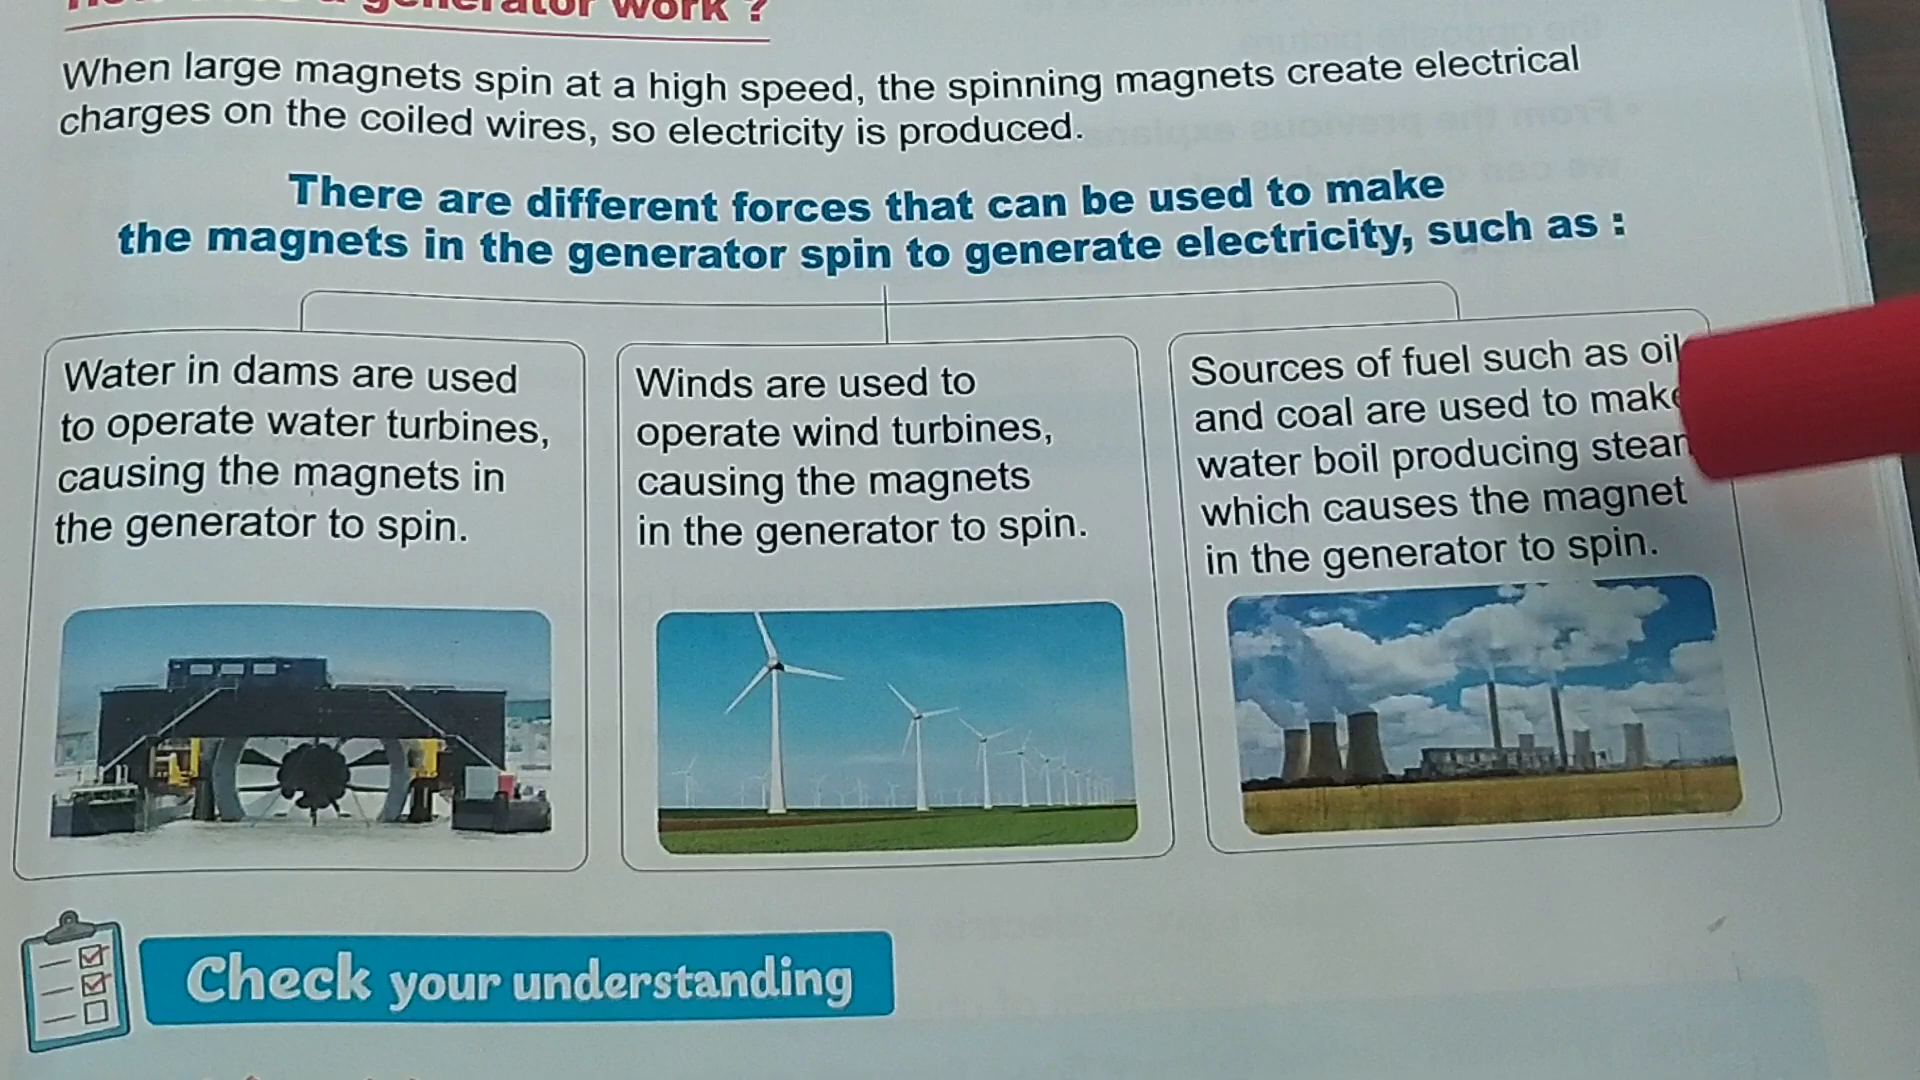 generator work ?
When large magnets spin at a high speed, the spinning magnets create electrical
charges on the coiled wires, so electricity is produced.
There are different forces that can be used to make
the magnets in the generator spin to generate electricity, such as :
Water in dams are used
to operate water turbines,
causing the magnets in
the generator to spin.
Winds are used to
operate wind turbines,
causing the magnets
in the generator to spin.
Sources of fuel such as oil
and coal are used to make
water boil producing
which causes the magnet
in the generator to spin.
Check your understanding